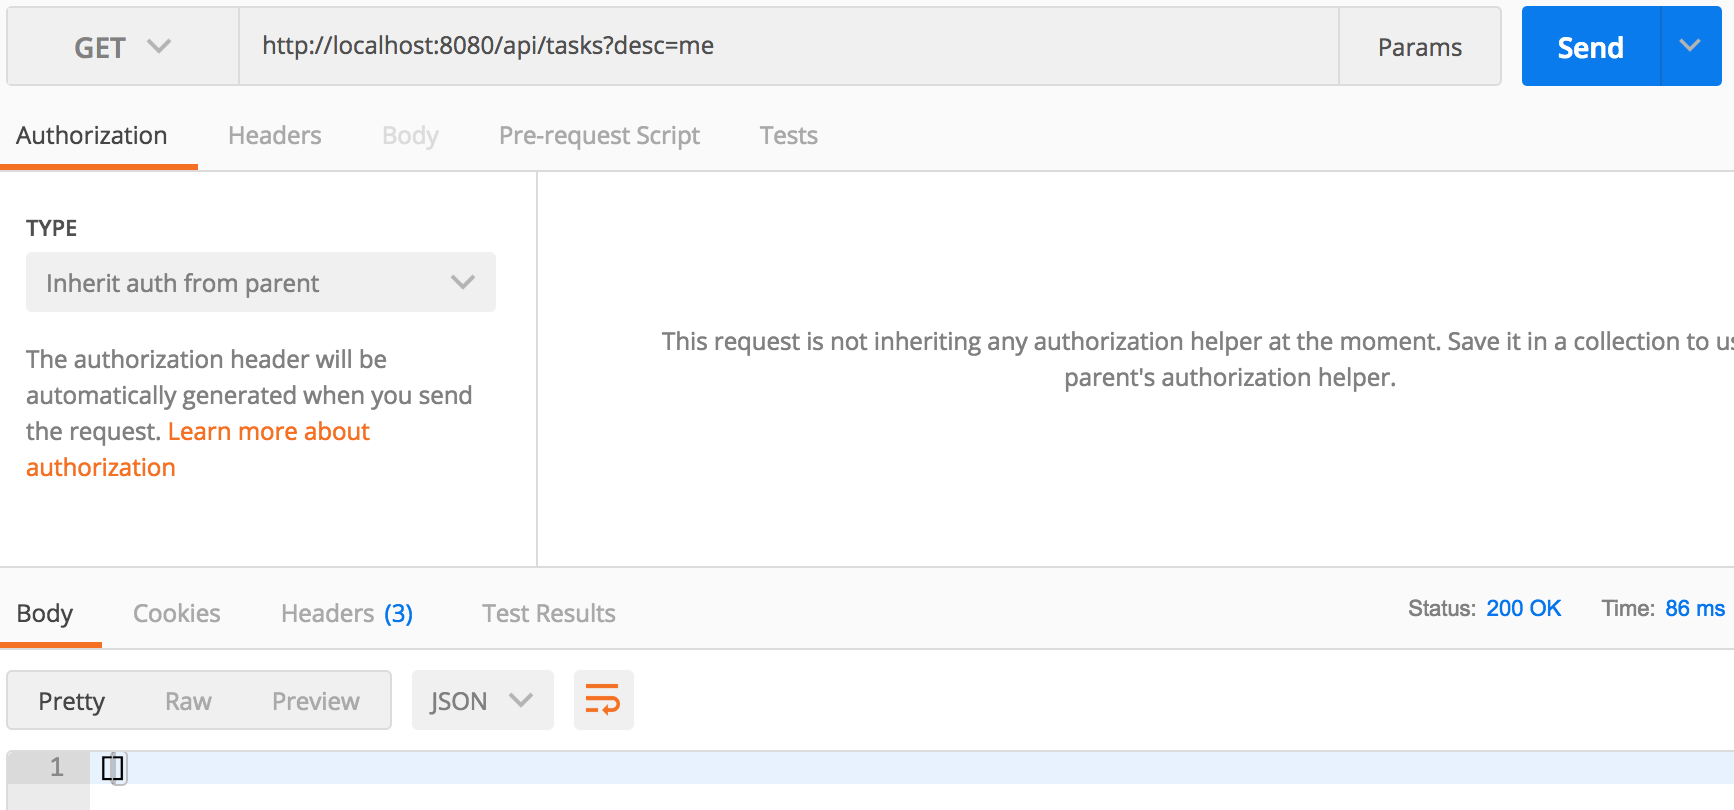 GET http://localhost:8080/api/tasks?desc=me Params Send
Authorization Headers Body Pre-request Script Tests
TYPE
Inherit auth from parent
The authorization header will be
automatically generated when you send
the request. Learn more about
authorization
This request is not inheriting any authorization helper at the moment. Save it in a collection to
parent's authorization helper.
Body Cookies Headers (3) Test Results Status: 200 OK Time: 86 ms
Pretty Raw Preview JSON
1 []